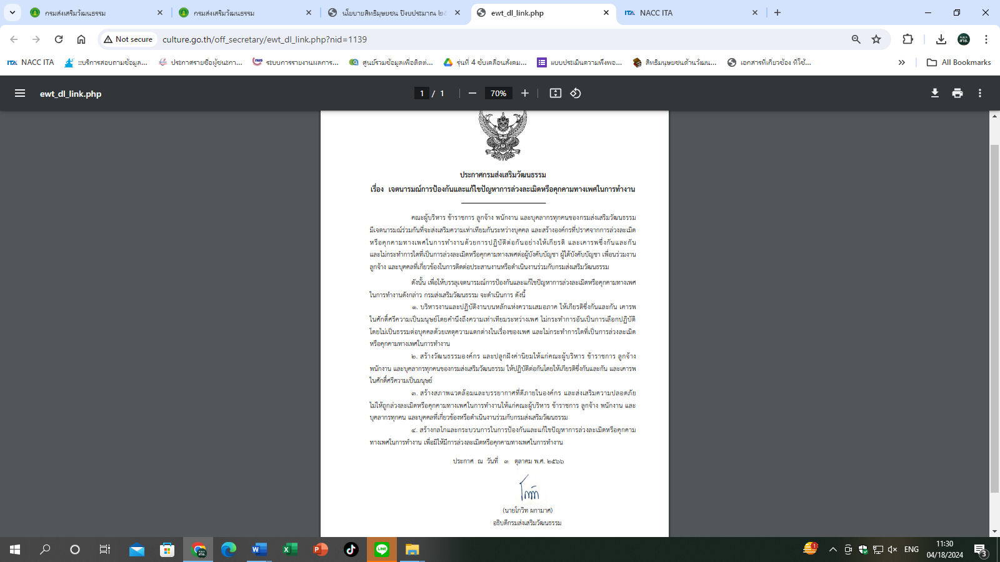 กรมส่งเสริมวัฒนธรรม
กรมส่งเสริมวัฒนธรรม
นโยบายสิทธิมนุษยชน ปีงบประมาณ ๒๕
ewt_dl_link.php
ITA NACC ITA
Not secure culture.go.th/off_secretary/ewt_dl_link.php?nid=1139
ITA NACC ITA
::บริการสอบถามข้อมูล...
ประกาศรายชื่อผู้ชนะกา...
ระบบการรายงานผลการ...
ศูนย์รวมข้อมูลเพื่อติดต่...
รุ่นที่ 4 ขับเคลื่อนสังคม...
แบบประเมินความพึงพอ...
สิทธิมนุษยชนด้านวัฒน...
เอกสารที่เกี่ยวข้อง ที่ใช้...
» All Bookmarks
ewt_dl_link.php
1 / 1
70%
ประกาศกรมส่งเสริมวัฒนธรรม
เรื่อง เจตนารมณ์การป้องกันและแก้ไขปัญหาการล่วงละเมิดหรือคุกคามทางเพศในการทำงาน
คณะผู้บริหาร ข้าราชการ ลูกจ้าง พนักงาน และบุคลากรทุกคนของกรมส่งเสริมวัฒนธรรม
มีเจตนารมณ์ร่วมกันที่จะส่งเสริมความเท่าเทียมกันระหว่างบุคคล และสร้างองค์กรที่ปราศจากการล่วงละเมิด
หรือคุกคามทางเพศในการทำงานด้วยการปฏิบัติต่อกันอย่างให้เกียรติ และเคารพซึ่งกันและกัน
และไม่กระทำการใดที่เป็นการล่วงละเมิดหรือคุกคามทางเพศต่อผู้บังคับบัญชา ผู้ใต้บังคับบัญชา เพื่อนร่วมงาน
ลูกจ้าง และบุคคลที่เกี่ยวข้องในการติดต่อประสานงานหรือดำเนินงานร่วมกับกรมส่งเสริมวัฒนธรรม
ดังนั้น เพื่อให้บรรลุเจตนารมณ์การป้องกันและแก้ไขปัญหาการล่วงละเมิดหรือคุกคามทางเพศ
ในการทำงานดังกล่าว กรมส่งเสริมวัฒนธรรม จะดำเนินการ ดังนี้
๑. บริหารงานและปฏิบัติงานบนหลักแห่งความเสมอภาค ให้เกียรติซึ่งกันและกัน เคารพ
ในศักดิ์ศรีความเป็นมนุษย์โดยคำนึงถึงความเท่าเทียมระหว่างเพศ ไม่กระทำการอันเป็นการเลือกปฏิบัติ
โดยไม่เป็นธรรมต่อบุคคลด้วยเหตุความแตกต่างในเรื่องของเพศ และไม่กระทำการใดที่เป็นการล่วงละเมิด
หรือคุกคามทางเพศในการทำงาน
๒. สร้างวัฒนธรรมองค์กร และปลูกฝังค่านิยมให้แก่คณะผู้บริหาร ข้าราชการ ลูกจ้าง
พนักงาน และบุคลากรทุกคนของกรมส่งเสริมวัฒนธรรม ให้ปฏิบัติต่อกันโดยให้เกียรติซึ่งกันและกัน และเคารพ
ในศักดิ์ศรีความเป็นมนุษย์
๓. สร้างสภาพแวดล้อมและบรรยากาศที่ดีภายในองค์กร และส่งเสริมความปลอดภัย
ไม่ให้ถูกล่วงละเมิดหรือคุกคามทางเพศในการทำงานให้แก่คณะผู้บริหาร ข้าราชการ ลูกจ้าง พนักงาน และ
บุคลากรทุกคน และบุคคลที่เกี่ยวข้องหรือดำเนินงานร่วมกับกรมส่งเสริมวัฒนธรรม
๔. สร้างกลไกและกระบวนการในการป้องกันและแก้ไขปัญหาการล่วงละเมิดหรือคุกคาม
ทางเพศในการทำงาน เพื่อมิให้มีการล่วงละเมิดหรือคุกคามทางเพศในการทำงาน
ประกาศ ณ วันที่ ๓ ตุลาคม พ.ศ. ๒๕๖๖
(นายโกวิท ผกามาศ)
อธิบดีกรมส่งเสริมวัฒนธรรม
ENG
11:30
04/18/2024
3